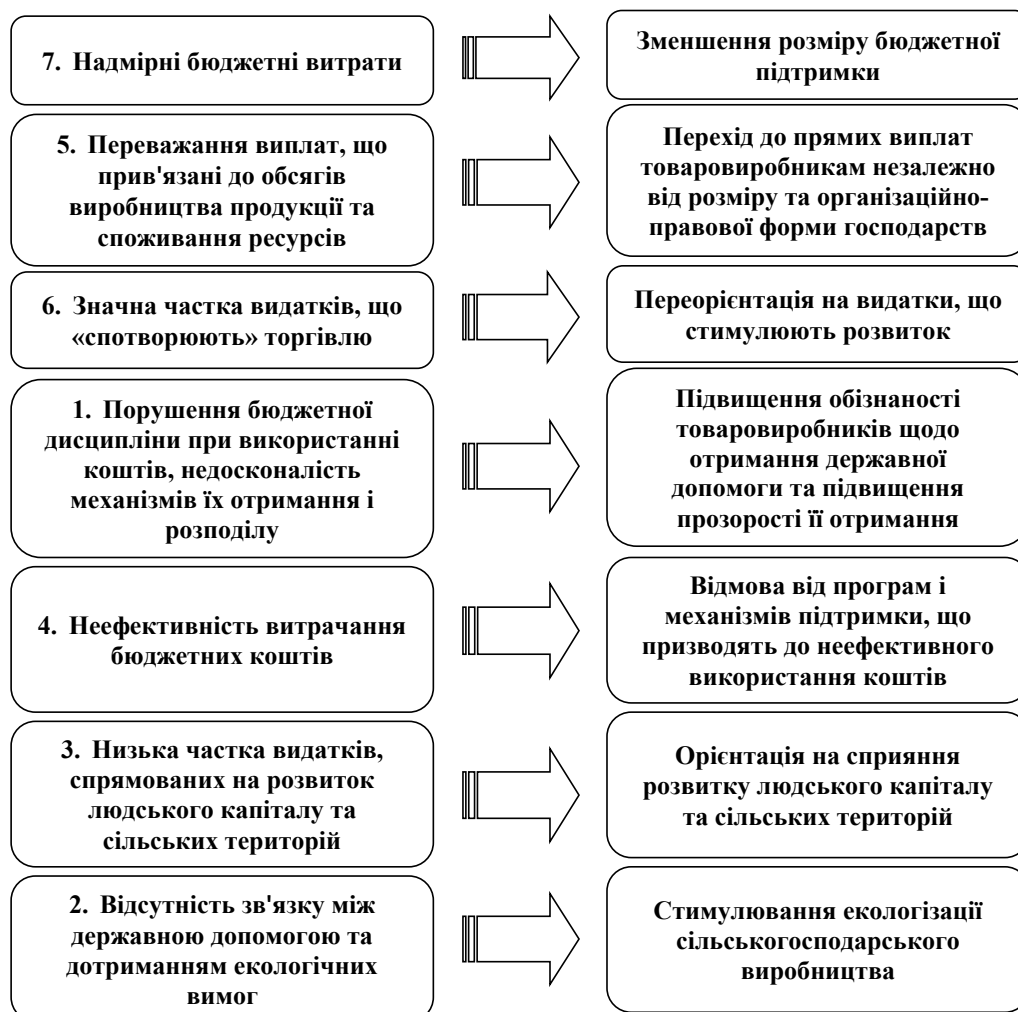 7. Надмірні бюджетні витрати
Зменшення розміру бюджетної
підтримки
5. Переважання виплат, що
прив'язані до обсягів
виробництва продукції та
споживання ресурсів
Перехід до прямих виплат
товаровиробникам незалежно
від розміру та організаційно-
правової форми господарств
6. Значна частка видатків, що
«спотворюють» торгівлю
Переорієнтація на видатки, що
стимулюють розвиток
1. Порушення бюджетної
дисципліни при використанні
коштів, недосконалість
механізмів їх отримання і
розподілу
Підвищення обізнаності
товаровиробників щодо
отримання державної
допомоги та підвищення
прозорості її отримання
4. Неефективність витрачання
бюджетних коштів
Відмова від програм і
механізмів підтримки, що
призводять до неефективного
використання коштів
3. Низька частка видатків,
спрямованих на розвиток
людського капіталу та
сільських територій
Орієнтація на сприяння
розвитку людського капіталу
та сільських територій
2. Відсутність зв'язку між
державною допомогою та
дотриманням екологічних
вимог
Стимулювання екологізації
сільськогосподарського
виробництва